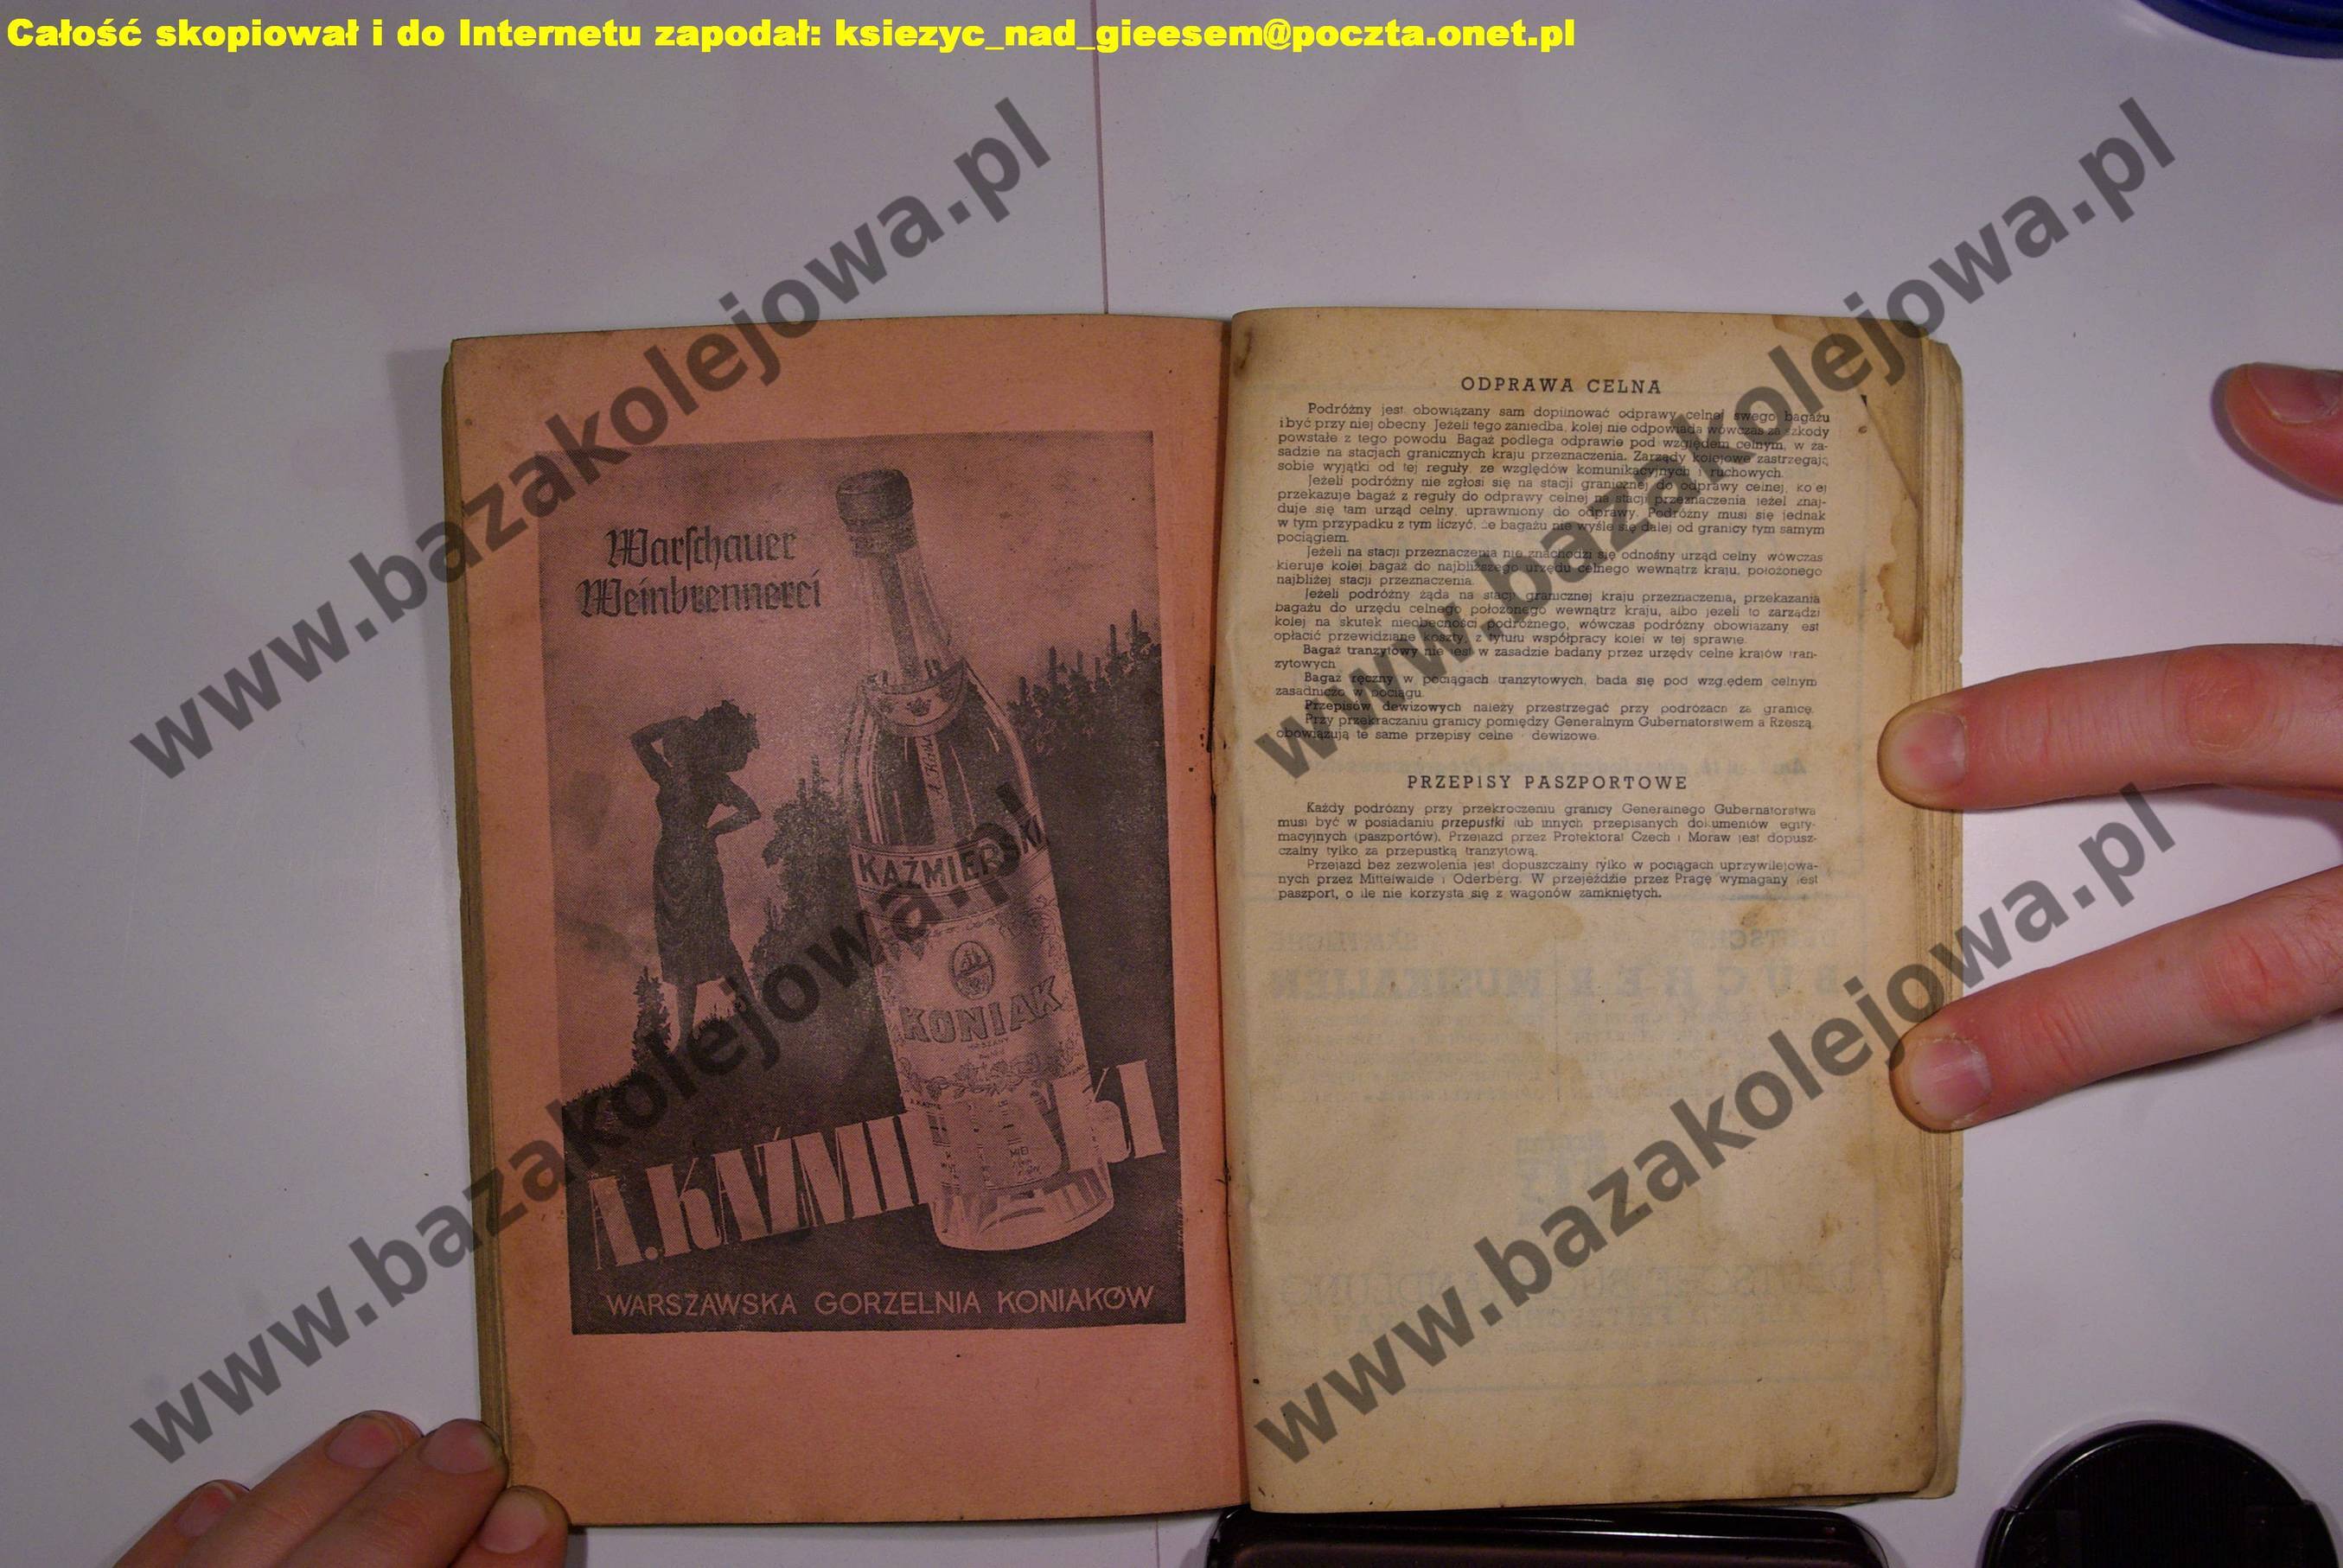 Całość skopiował i do Internetu zapodał: ksiezyc_nad_gieesem@poczta.onet.pl
www.bazakolejowa.pl
www.bazakolejowa.pl
Warschauer
Weinbrennerei
KAŹMIERSKI
KONIAK
A. KAŹMI SKI
WARSZAWSKA GORZELNIA KONIAKÓW
ODPRAWA CELNA
Podróżny jest obowiązany sam dopilnować odprawy celnej swego bagażu
i być przy niej obecny Jeżeli tego zaniedba, kolej nie odpowiada wówczas za szkody
powstałe z tego powodu Bagaż podlega odprawie pod względem celnym, w za-
sadzie na stacjach granicznych kraju przeznaczenia. Zarządy kolejowe zastrzegają
sobie wyjątki od tej reguły, ze względów komunikacyjnych i ruchowych.
Jeżeli podróżny nie zgłosi się na stacji granicznej do odprawy celnej, kolej
przekazuje bagaż z reguły do odprawy celnej na stacji przeznaczenia jeżel znaj-
duje się tam urząd celny, uprawniony do odprawy. Podróżny musi się jednak
w tym przypadku z tym liczyć, że bagażu nie wyśle się dalej od granicy tym samym
pociągiem.
Jeżeli na stacji przeznaczenia nie znachodzi się odnośny urząd celny wówczas
kieruje kolej bagaż do najbliższego urzędu celnego wewnątrz kraju, położonego
najbliżej stacji przeznaczenia
Jeżeli podróżny żąda na stacji granicznej kraju przeznaczenia, przekazania
bagażu do urzędu celnego położonego wewnątrz kraju, albo jeżeli to zarządzi
kolej na skutek nieobecności podróżnego, wówczas podróżny obowiązany est
opłacić przewidziane koszty, z tytułu współpracy kolei w tej sprawie.
Bagaż tranzytowy nie jest w zasadzie badany przez urzędy celne krajów tran-
zytowych
Bagaż ręczny w pociągach tranzytowych, bada się pod względem celnym
zasadniczo w pociągu.
Przepisów dewizowych należy przestrzegać przy podróżach za granicę.
Przy przekraczaniu granicy pomiędzy Generalnym Gubernatorstwem a Rzeszą,
obowiązują te same przepisy celne i dewizowe.
PRZEPISY PASZPORTOWE
Każdy podróżny przy przekroczeniu granicy Generalnego Gubernatorstwa
musi być w posiadaniu przepustki lub innych przepisanych dokumentów legity-
macyjnych (paszportów). Przejazd przez Protektorat Czech i Moraw jest dopusz-
czalny tylko za przepustką tranzytową.
Przejazd bez zezwolenia jest dopuszczalny tylko w pociągach uprzywilejowa-
nych przez Mittelwalde i Oderberg. W przejeździe przez Pragę wymagany jest
paszport, o ile nie korzysta się z wagonów zamkniętych.
www.bazakolejowa.pl
www.bazakolejowa.pl